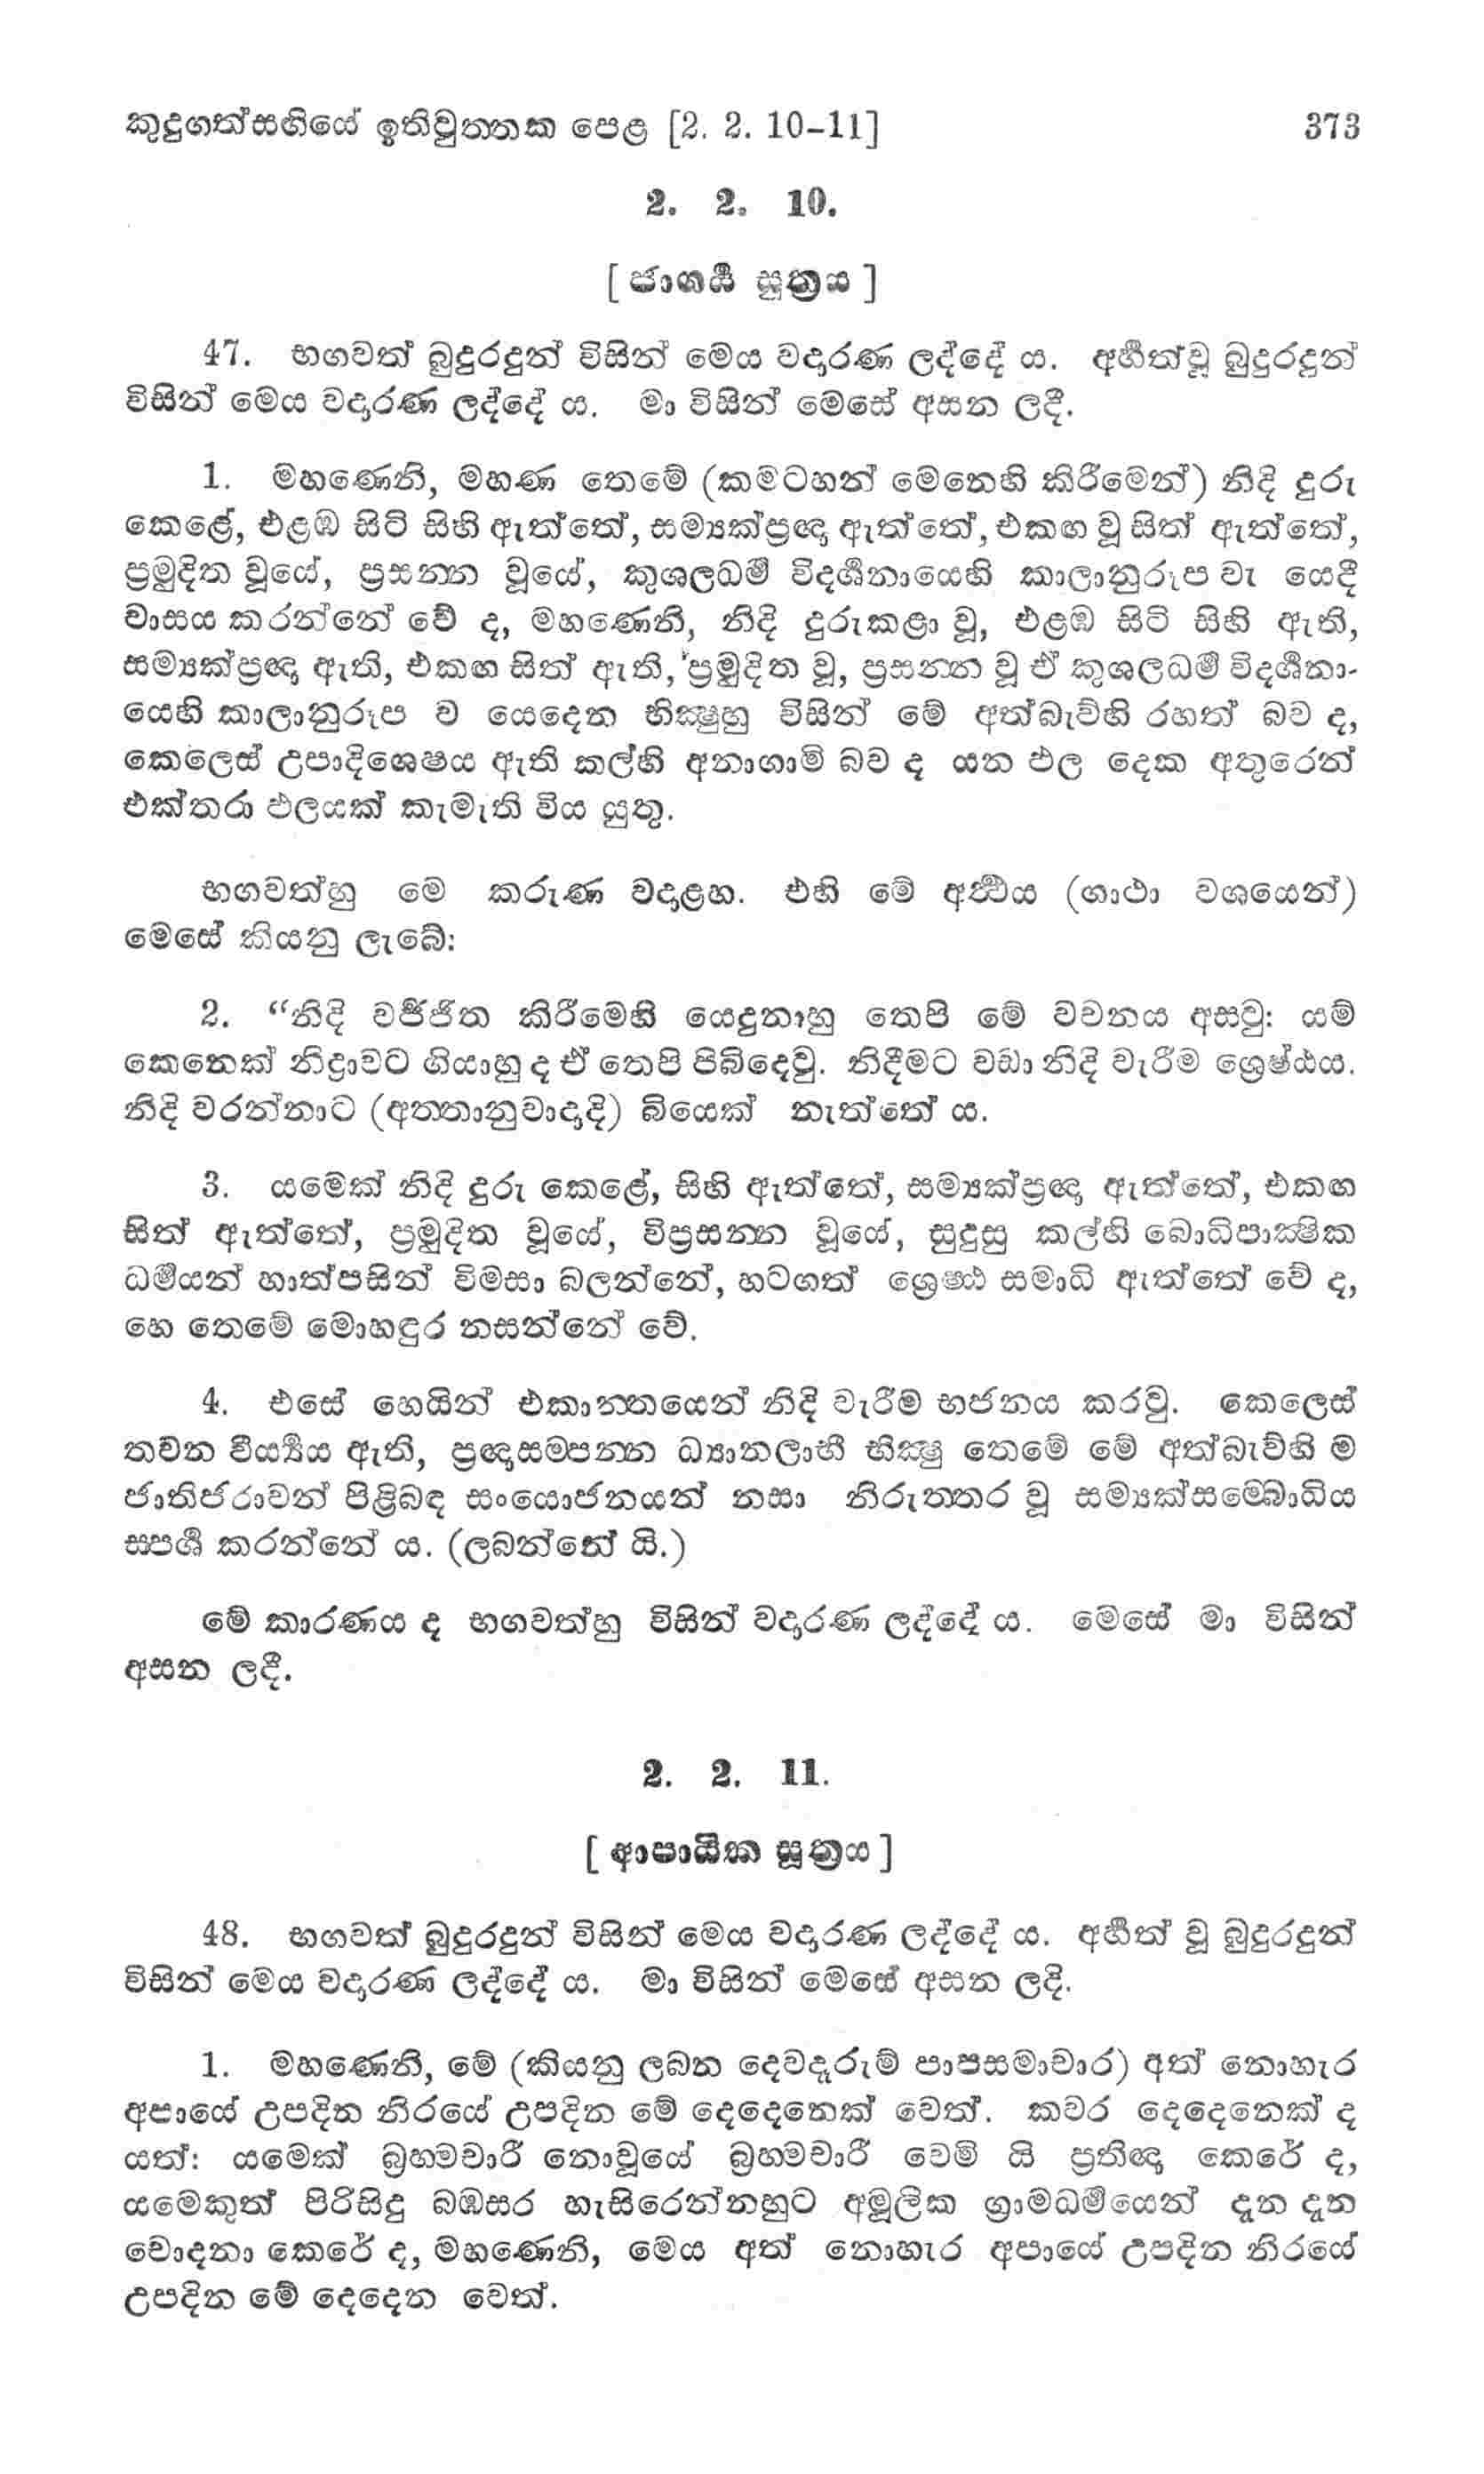 කුදුගත්සඟියේ ඉතිවුත්තක පෙළ [2. 2. 10-11] 373
2. 2. 10.
[ ජාගර්ය සූත්‍රය ]
47. භගවත් බුදුරදුන් විසින් මෙය වදාරණ ලද්දේ ය. අර්හත්වූ බුදුරදුන්
විසින් මෙය වදාරණ ලද්දේ ය. මා විසින් මෙසේ අසන ලදී.
1. මහණෙනි, මහණ තෙමේ (කමටහන් මෙනෙහි කිරීමෙන්) නිදි දුරු
කෙළේ, එළඹ සිටි සිහි ඇත්තේ, සම්‍යක්ප්‍රඥා ඇත්තේ, එකඟ වූ සිත් ඇත්තේ,
ප්‍රමුදිත වූයේ, ප්‍රසන්න වූයේ, කුශලධර්ම විදර්ශනායෙහි කාලානුරූප වැ යෙදී
වාසය කරන්නේ වේ ද, මහණෙනි, නිදි දුරුකළා වූ, එළඹ සිටි සිහි ඇති,
සම්‍යක්ප්‍රඥා ඇති, එකඟ සිත් ඇති, ප්‍රමුදිත වූ, ප්‍රසන්න වූ ඒ කුශලධර්ම විදර්ශනා-
යෙහි කාලානුරූප ව යෙදෙන භික්‍ෂුහු විසින් මේ අත්බැව්හි රහත් බව ද,
කෙලෙස් උපාදිශෙෂය ඇති කල්හි අනාගාමි බව ද යන ඵල දෙක අතුරෙන්
එක්තරා ඵලයක් කැමැති විය යුතු.
භගවත්හු මෙ කරුණ වදාළහ. එහි මේ අර්ථය (ගාථා වශයෙන්)
මෙසේ කියනු ලැබේ:
2. “නිදි වර්ජිත කිරීමෙහි යෙදුනාහු තෙපි මේ වචනය අසවු: යම්
කෙනෙක් නිද්‍රාවට ගියාහු ද ඒ තෙපි පිබිදෙවු. නිදීමට වඩා නිදි වැරීම ශ්‍රෙෂ්ඨය.
නිදි වරන්නාට (අත්තානුවාදාදි) බියෙක් නැත්තේ ය.
3. යමෙක් නිදි දුරු කෙළේ, සිහි ඇත්තේ, සම්‍යක්ප්‍රඥා ඇත්තේ, එකඟ
සිත් ඇත්තේ, ප්‍රමුදිත වූයේ, විප්‍රසන්න වූයේ, සුදුසු කල්හි බොධිපාක්‍ෂික
ධර්මයන් හාත්පසින් විමසා බලන්නේ, හටගත් ශ්‍රෙෂ්ඨ සමාධි ඇත්තේ වේ ද,
හෙ තෙමේ මොහඳුර නසන්නේ වේ.
4. එසේ හෙයින් එකාන්තයෙන් නිදි වැරීම භජනය කරවු. කෙලෙස්
තවන වීර්‍ය්‍යය ඇති, ප්‍රඥාසම්පන්න ධ්‍යානලාභී භික්‍ෂු තෙමේ මේ අත්බැව්හි ම
ජාතිජරාවන් පිළිබඳ සංයොජනයන් නසා නිරුත්තර වූ සම්‍යක්සම්බොධිය
ස්පර්ශ කරන්නේ ය. (ලබන්නේ යි.)
මේ කාරණය ද භගවත්හු විසින් වදාරණ ලද්දේ ය. මෙසේ මා විසින්
අසන ලදී.
2. 2. 11.
[ ආපායික සූත්‍රය ]
48. භගවත් බුදුරදුන් විසින් මෙය වදාරණ ලද්දේ ය. අර්හත් වූ බුදුරදුන්
විසින් මෙය වදාරණ ලද්දේ ය. මා විසින් මෙසේ අසන ලදි.
1. මහණෙනි, මේ (කියනු ලබන දෙවදෑරුම් පාපසමාචාර) අත් නොහැර
අපායේ උපදින නිරයේ උපදින මේ දෙදෙනෙක් වෙත්. කවර දෙදෙනෙක් ද
යත්: යමෙක් බ්‍රහ්මචාරී නොවූයේ බ්‍රහ්මචාරී වෙමි යි ප්‍රතිඥා කෙරේ ද,
යමෙකුත් පිරිසිදු බඹසර හැසිරෙන්නහුට අමූලික ග්‍රාම්‍යධර්මයෙන් දැන දැන
චොදනා කෙරේ ද, මහණෙනි, මෙය අත් නොහැර අපායේ උපදින නිරයේ
උපදින මේ දෙදෙන වෙත්.